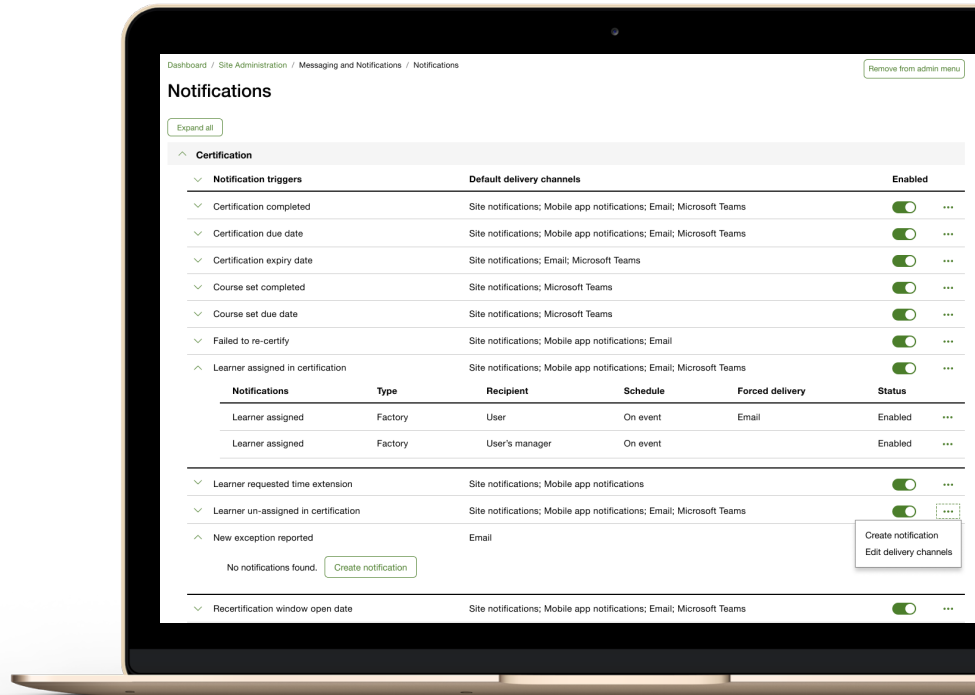 Dashboard / Site Administration / Messaging and Notifications / Notifications
Remove from admin menu
Notifications
Expand all
Certification
Notification triggers Default delivery channels Enabled
Certification completed Site notifications; Mobile app notifications; Email; Microsoft Teams
Certification due date Site notifications; Mobile app notifications; Email; Microsoft Teams
Certification expiry date Site notifications; Email; Microsoft Teams
Course set completed Site notifications; Microsoft Teams
Course set due date Site notifications; Microsoft Teams
Failed to re-certify Site notifications; Mobile app notifications; Email
Learner assigned in certification Site notifications; Mobile app notifications; Email; Microsoft Teams
Notifications Type Recipient Schedule Forced delivery Status
Learner assigned Factory User On event Email Enabled
Learner assigned Factory User's manager On event Enabled
Learner requested time extension Site notifications; Mobile app notifications
Learner un-assigned in certification Site notifications; Mobile app notifications; Email; Microsoft Teams
Create notification
Edit delivery channels
New exception reported Email
No notifications found. Create notification
Recertification window open date Site notifications; Mobile app notifications; Email; Microsoft Teams